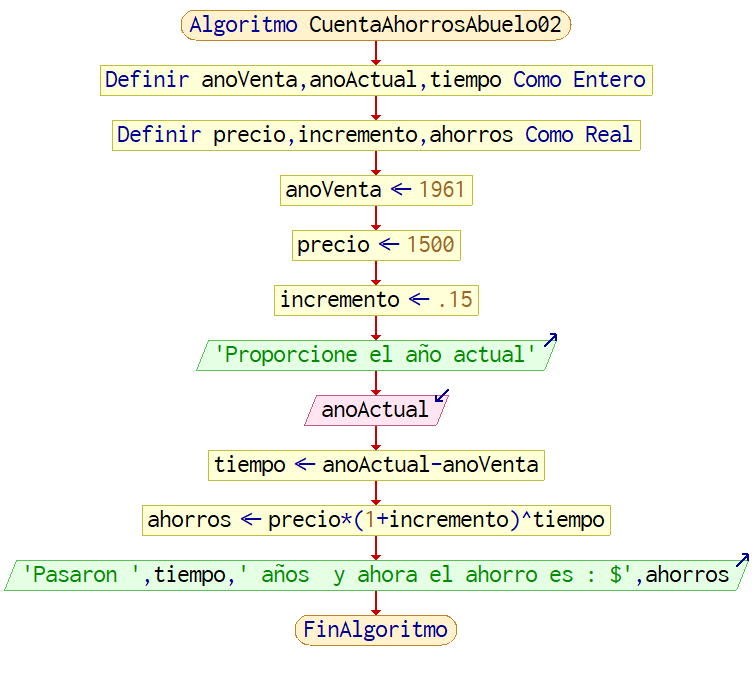 Algoritmo CuentaAhorrosAbuelo02
Definir anoVenta,anoActual,tiempo Como Entero
Definir precio,incremento,ahorros Como Real
anoVenta ← 1961
precio ← 1500
incremento ← .15
'Proporcione el año actual'
anoActual
tiempo ← anoActual-anoVenta
ahorros ← precio*(1+incremento)^tiempo
'Pasaron ',tiempo,' años  y ahora el ahorro es : $',ahorros
FinAlgoritmo